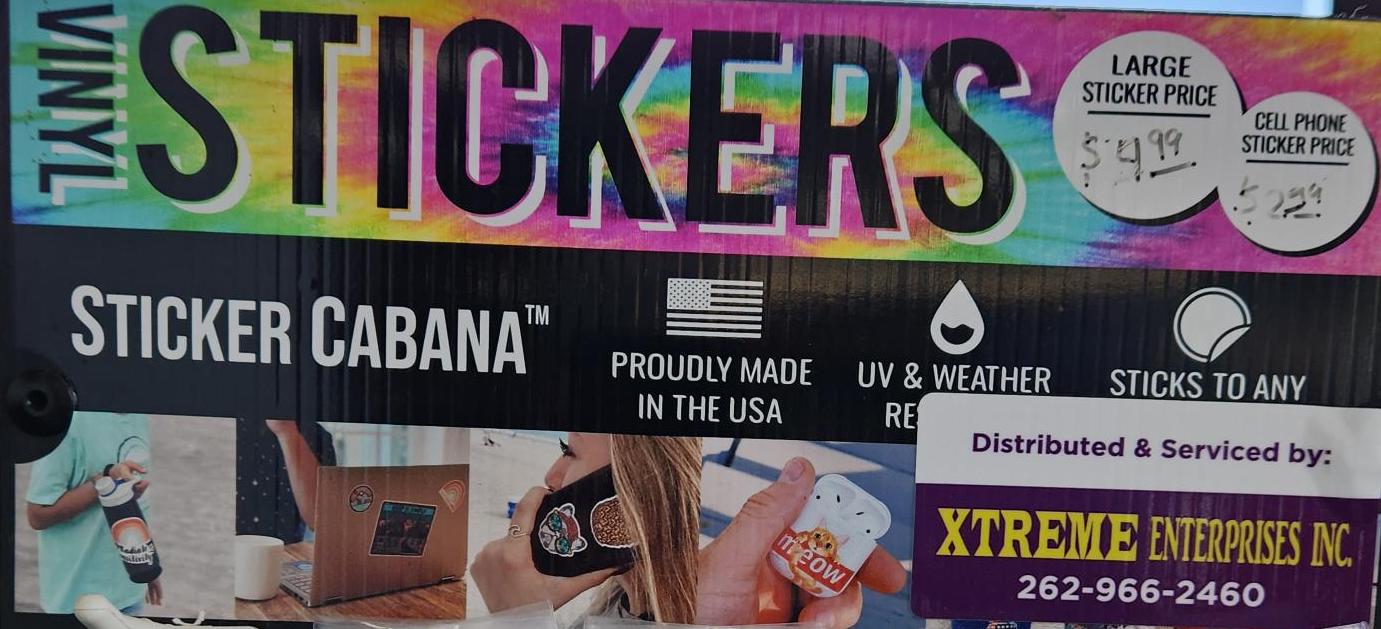 VINYL
STICKERS
LARGE
STICKER PRICE
$4.99
CELL PHONE
STICKER PRICE
$2.99
STICKER CABANA™
PROUDLY MADE
IN THE USA
UV & WEATHER
STICKS TO ANY
Distributed & Serviced by:
XTREME ENTERPRISES INC.
262-966-2460
meow